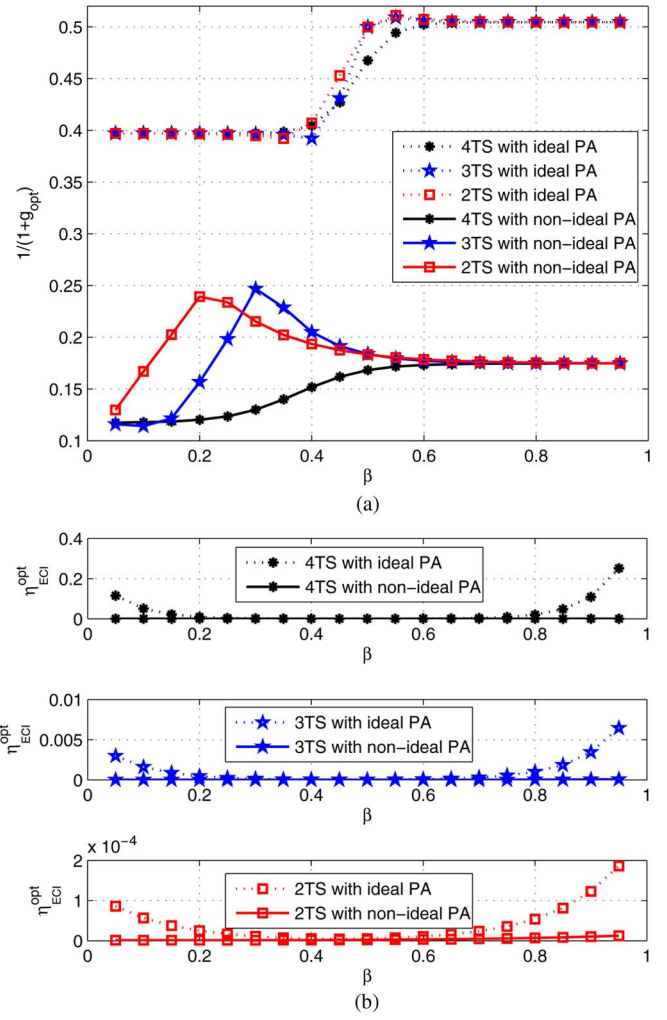 0.5
0.45
0.4
0.35
0.3
0.25
0.2
0.15
0.1
1/(1+g_opt)
4TS with ideal PA
3TS with ideal PA
2TS with ideal PA
4TS with non-ideal PA
3TS with non-ideal PA
2TS with non-ideal PA
0 0.2 0.4 0.6 0.8 1
β
(a)
0.4
0.2
0
η_ECI^opt
4TS with ideal PA
4TS with non-ideal PA
0 0.2 0.4 0.6 0.8 1
β
0.01
0.005
0
η_ECI^opt
3TS with ideal PA
3TS with non-ideal PA
0 0.2 0.4 0.6 0.8 1
β
x 10^-4
2
1
0
η_ECI^opt
2TS with ideal PA
2TS with non-ideal PA
0 0.2 0.4 0.6 0.8 1
β
(b)